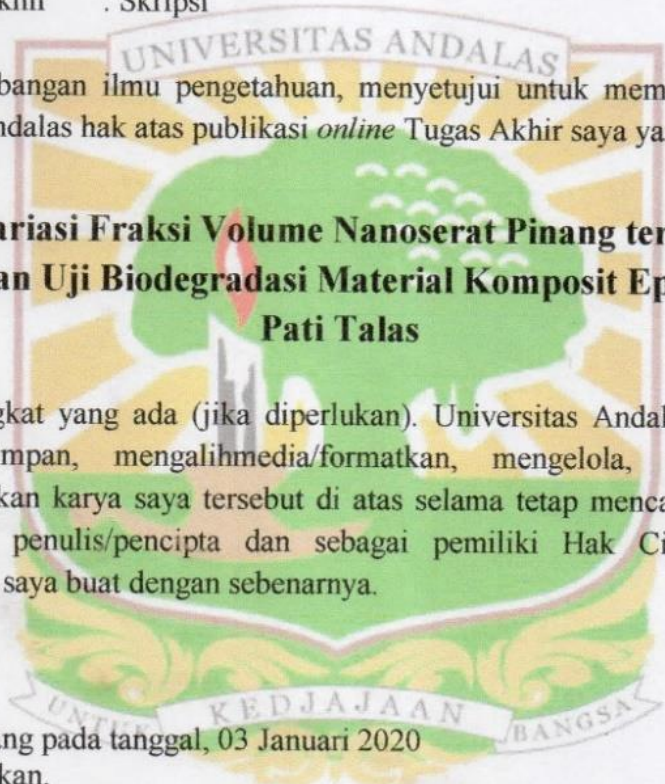 : Skripsi
UNIVERSITAS ANDALAS
bangan ilmu pengetahuan, menyetujui untuk mem
ndalas hak atas publikasi online Tugas Akhir saya ya
ariasi Fraksi Volume Nanoserat Pinang ter
an Uji Biodegradasi Material Komposit Ep
Pati Talas
gkat yang ada (jika diperlukan). Universitas Andal
mpan, mengalihmedia/formatkan, mengelola,
kan karya saya tersebut di atas selama tetap menca
penulis/pencipta dan sebagai pemiliki Hak Ci
saya buat dengan sebenarnya.
UNTUK KEDJAJAAN BANGSA
ng pada tanggal, 03 Januari 2020
kan,